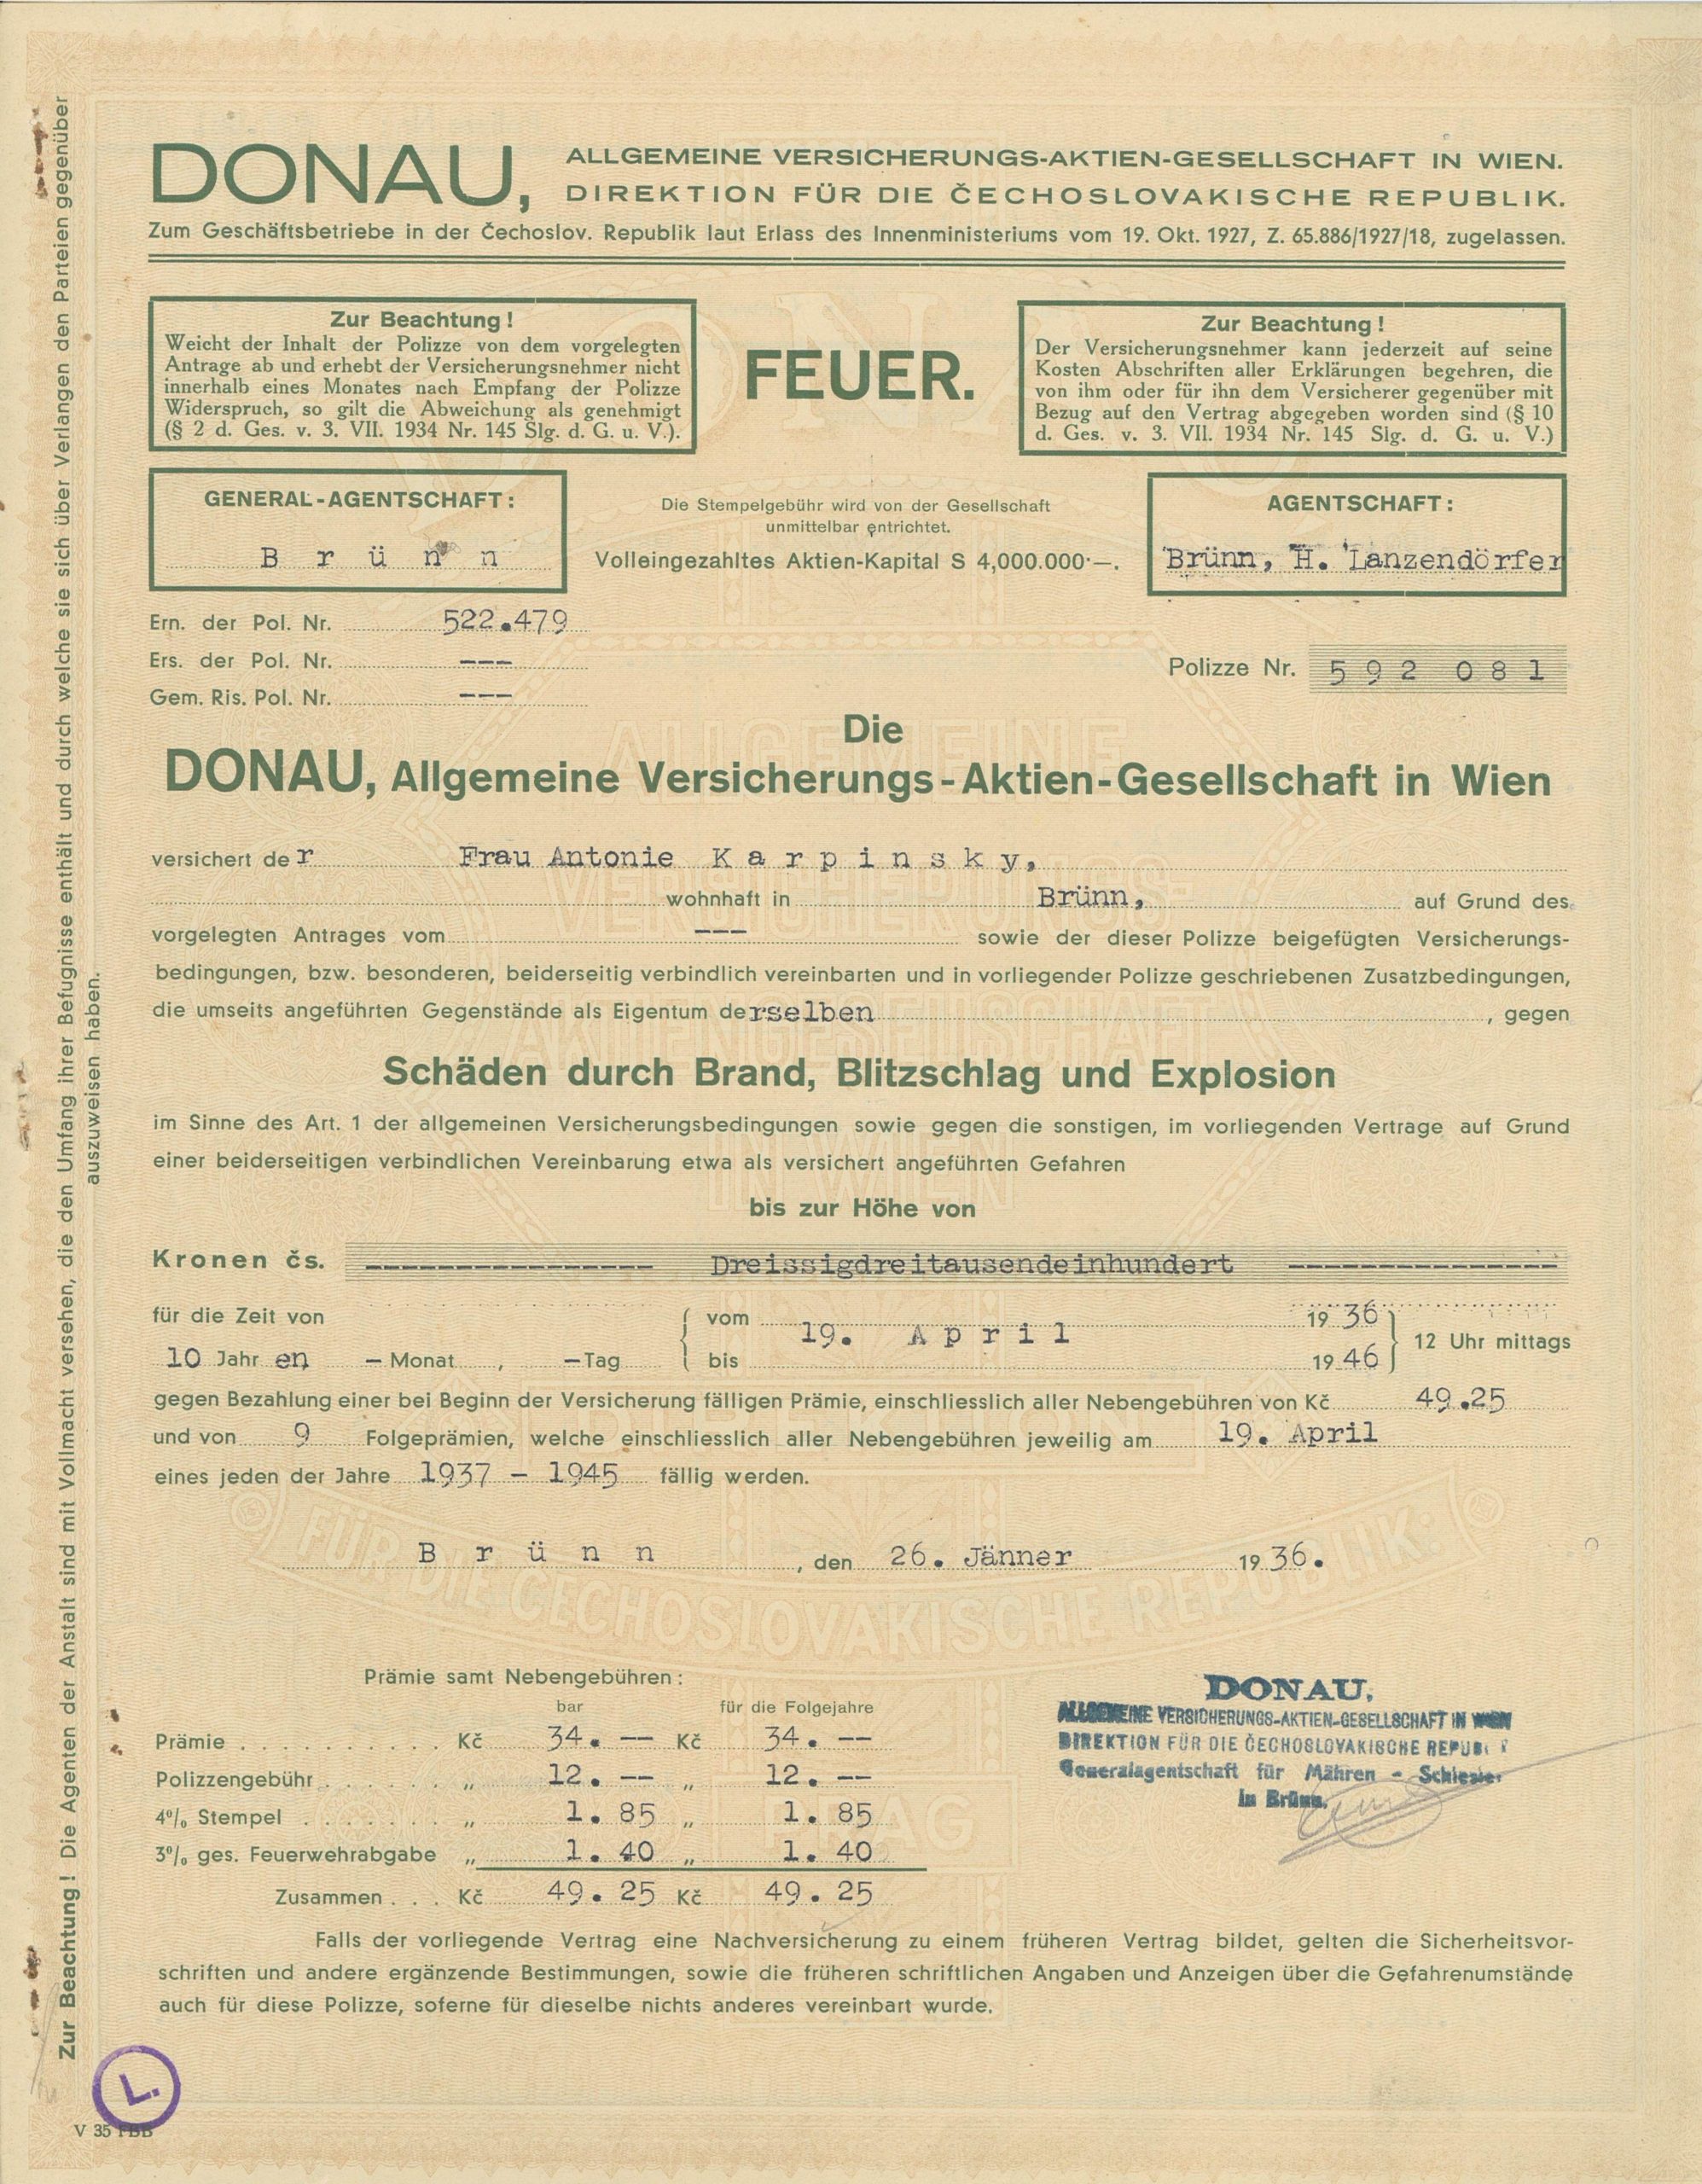 DONAU, ALLGEMEINE VERSICHERUNGS-AKTIEN-GESELLSCHAFT IN WIEN.
DIREKTION FÜR DIE ČECHOSLOVAKISCHE REPUBLIK.
Zum Geschäftsbetriebe in der Čechoslov. Republik laut Erlass des Innenministeriums vom 19. Okt. 1927, Z. 65.886/1927/18, zugelassen.
Zur Beachtung!
Weicht der Inhalt der Polizze von dem vorgelegten
Antrage ab und erhebt der Versicherungsnehmer nicht
innerhalb eines Monates nach Empfang der Polizze
Widerspruch, so gilt die Abweichung als genehmigt
(§ 2 d. Ges. v. 3. VII. 1934 Nr. 145 Slg. d. G. u. V.).
FEUER.
Zur Beachtung!
Der Versicherungsnehmer kann jederzeit auf seine
Kosten Abschriften aller Erklärungen begehren, die
von ihm oder für ihn dem Versicherer gegenüber mit
Bezug auf den Vertrag abgegeben worden sind (§ 10
d. Ges. v. 3. VII. 1934 Nr. 145 Slg. d. G. u. V.)
GENERAL-AGENTSCHAFT:
B r ü n n
Die Stempelgebühr wird von der Gesellschaft
unmittelbar entrichtet.
Volleingezahltes Aktien-Kapital S 4,000.000·—.
AGENTSCHAFT:
Brünn, H. Lanzendörfer
Ern. der Pol. Nr. 522.479
Ers. der Pol. Nr. ---
Gem. Ris. Pol. Nr. ---
Polizze Nr. 592 081
Die
DONAU, Allgemeine Versicherungs-Aktien-Gesellschaft in Wien
versichert der Frau Antonie K a r p i n s k y,
wohnhaft in Brünn, auf Grund des
vorgelegten Antrages vom --- sowie der dieser Polizze beigefügten Versicherungs-
bedingungen, bzw. besonderen, beiderseitig verbindlich vereinbarten und in vorliegender Polizze geschriebenen Zusatzbedingungen,
die umseits angeführten Gegenstände als Eigentum derselben, gegen
Schäden durch Brand, Blitzschlag und Explosion
im Sinne des Art. 1 der allgemeinen Versicherungsbedingungen sowie gegen die sonstigen, im vorliegenden Vertrage auf Grund
einer beiderseitigen verbindlichen Vereinbarung etwa als versichert angeführten Gefahren
bis zur Höhe von
Kronen čs. ---------------- Dreissigdreitausendeinhundert ---------------
für die Zeit von
10 Jahr en – Monat , – Tag
vom 19. A p r i l 19 36
bis 19 46
12 Uhr mittags
gegen Bezahlung einer bei Beginn der Versicherung fälligen Prämie, einschliesslich aller Nebengebühren von Kč 49.25
und von 9 Folgeprämien, welche einschliesslich aller Nebengebühren jeweilig am 19. April
eines jeden der Jahre 1937 - 1945 fällig werden.
B r ü n n, den 26. Jänner 19 36.
Prämie samt Nebengebühren:
bar für die Folgejahre
Prämie . . . . . . . . . . Kč 34. -- Kč 34. --
Polizzengebühr . . . . . . „ 12. -- „ 12. --
4% Stempel . . . . . . . „ 1. 85 „ 1. 85
3% ges. Feuerwehrabgabe „ 1. 40 „ 1. 40
Zusammen . . . Kč 49. 25 Kč 49. 25
DONAU,
ALLGEMEINE VERSICHERUNGS-AKTIEN-GESELLSCHAFT IN WIEN
DIREKTION FÜR DIE ČECHOSLOVAKISCHE REPUBLIK
Generalagentschaft für Mähren - Schlesien
in Brünn.
Falls der vorliegende Vertrag eine Nachversicherung zu einem früheren Vertrag bildet, gelten die Sicherheitsvor-
schriften und andere ergänzende Bestimmungen, sowie die früheren schriftlichen Angaben und Anzeigen über die Gefahrenumstände
auch für diese Polizze, soferne für dieselbe nichts anderes vereinbart wurde.
L.
V 35 FBB
Zur Beachtung! Die Agenten der Anstalt sind mit Vollmacht versehen, die den Umfang ihrer Befugnisse enthält und durch welche sie sich über Verlangen den Parteien gegenüber
auszuweisen haben.
ALLGEMEINE
VERSICHERUNGS-
AKTIENGESELLSCHAFT
IN WIEN
DIREKTION
FÜR DIE ČECHOSLOVAKISCHE REPUBLIK
PRAG